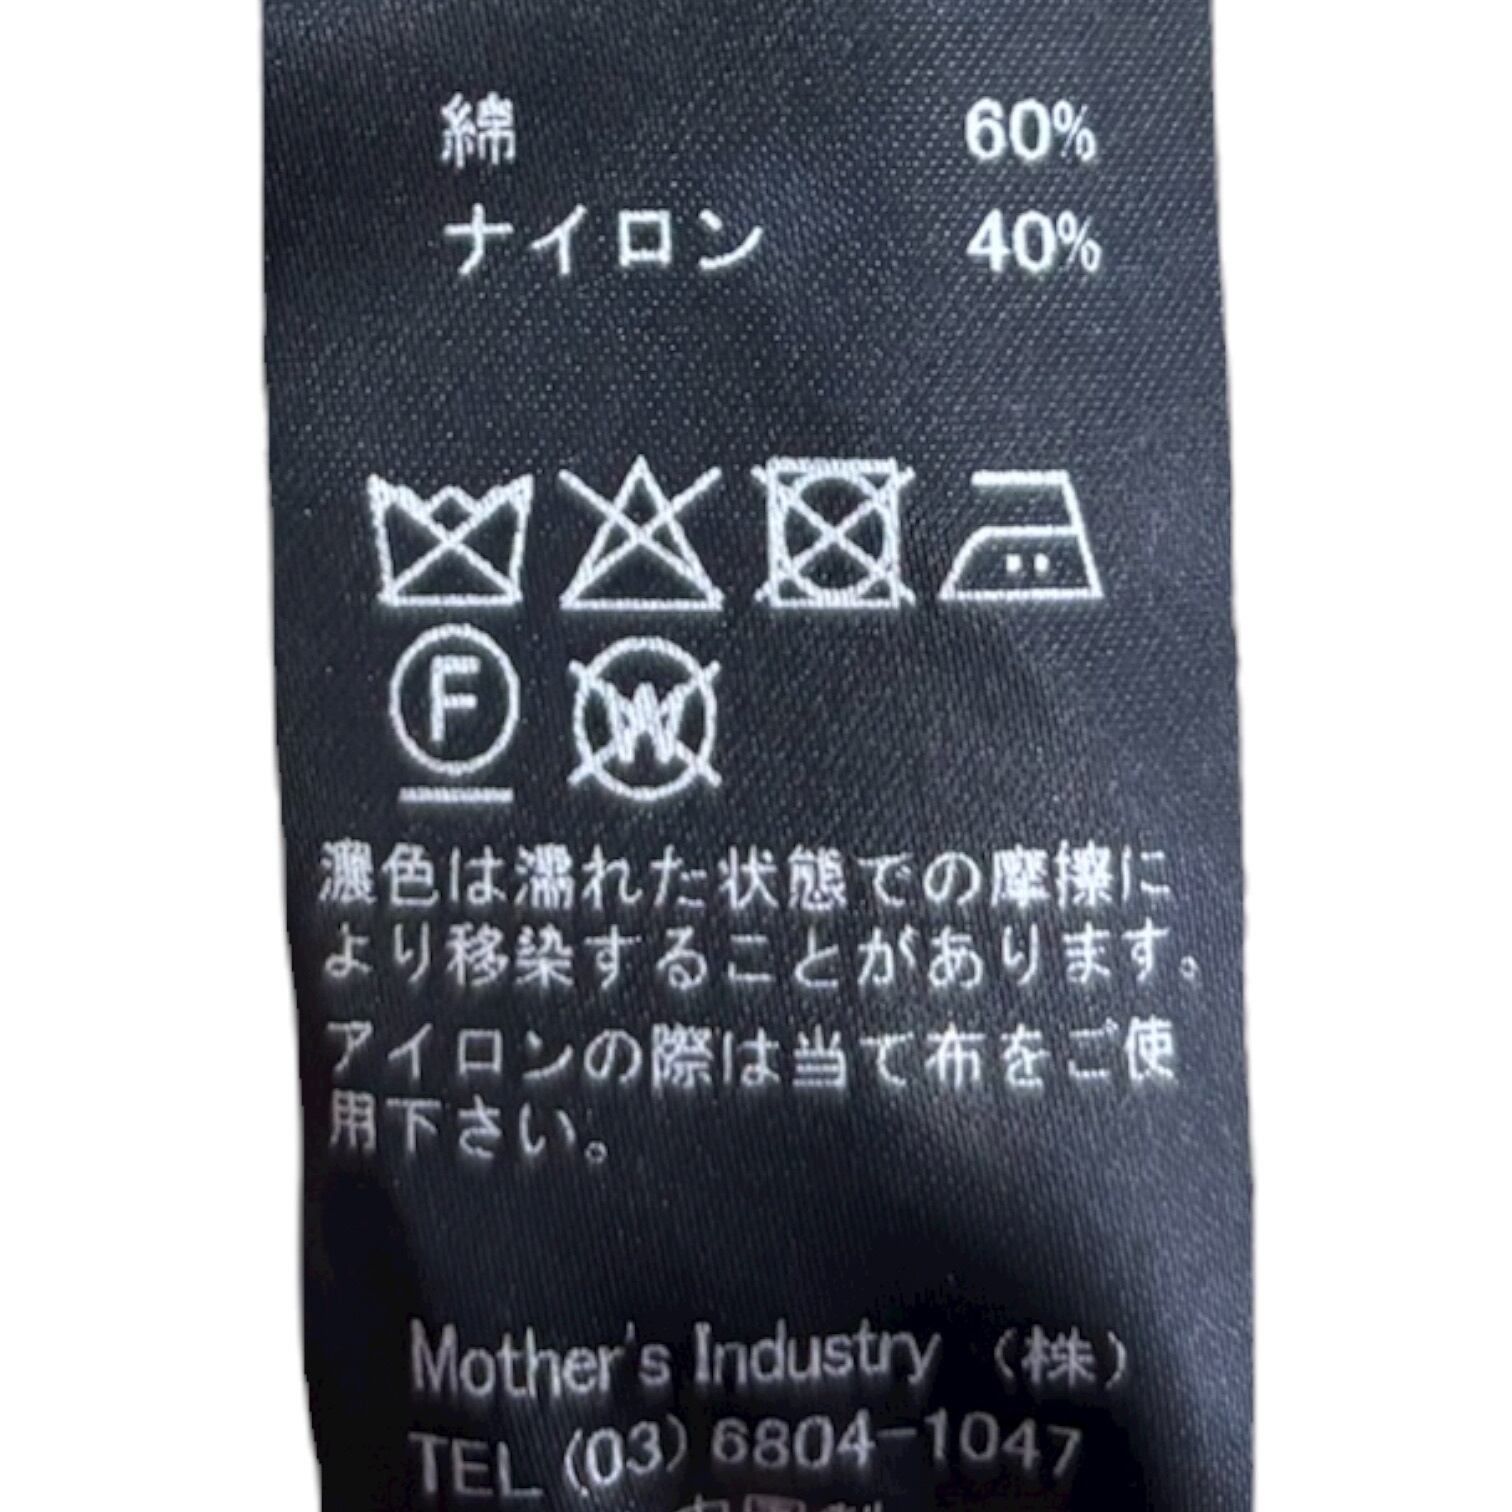 綿 60%
ナイロン 40%
F
W
濃色は濡れた状態での摩擦に
より移染することがあります。
アイロンの際は当て布をご使
用下さい。
Mother's Industry (株)
TEL (03) 6804-1047